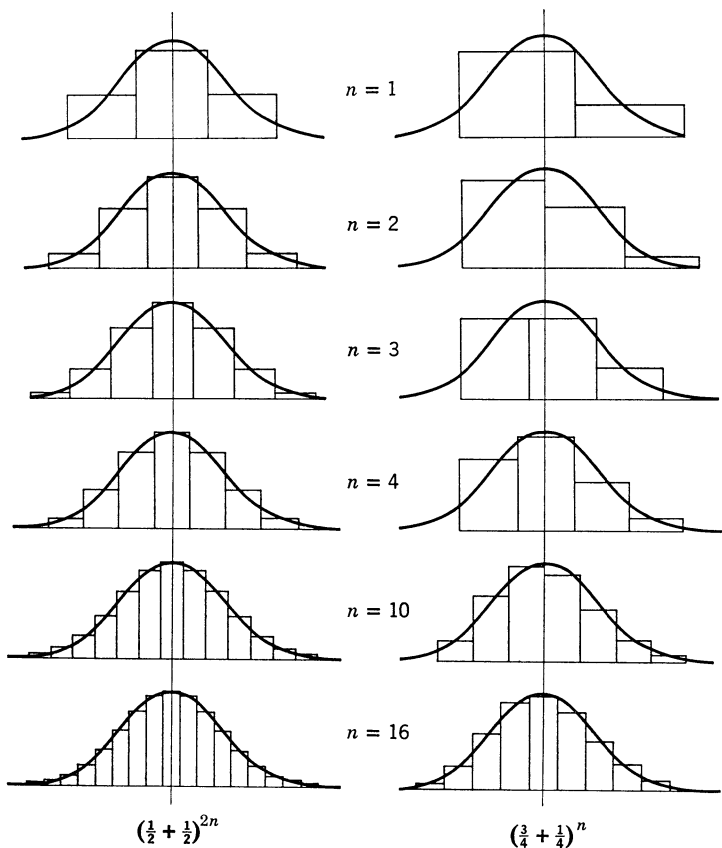 n = 1
n = 2
n = 3
n = 4
n = 10
n = 16
(½ + ½)²ⁿ
(¾ + ¼)ⁿ